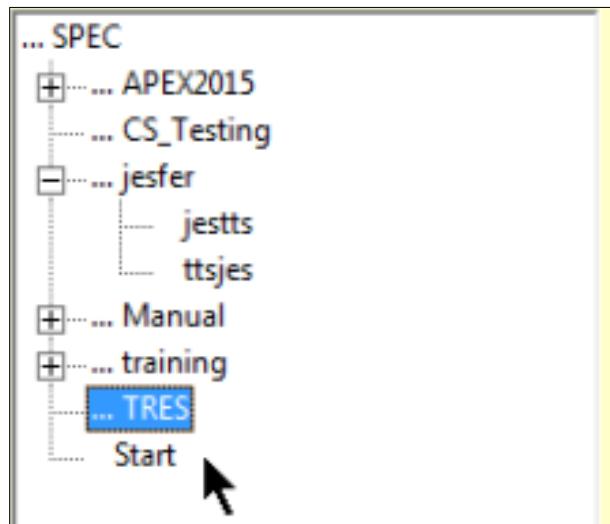 ... SPEC
... APEX2015
... CS_Testing
... jesfer
jestts
ttsjes
... Manual
... training
... TRES
Start